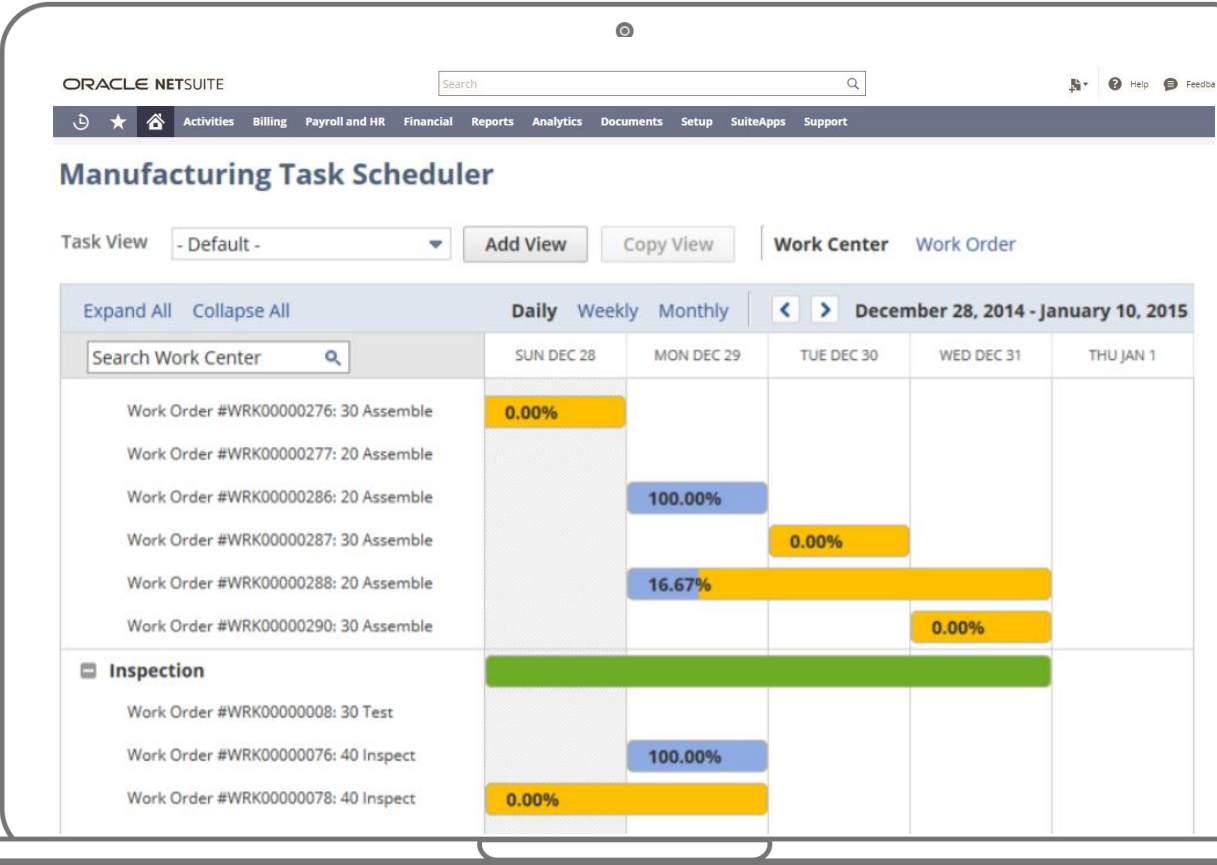 ORACLE NETSUITE
Search
Help
Feedba
Activities Billing Payroll and HR Financial Reports Analytics Documents Setup SuiteApps Support
Manufacturing Task Scheduler
Task View - Default - Add View Copy View Work Center Work Order
Expand All Collapse All Daily Weekly Monthly December 28, 2014 - January 10, 2015
Search Work Center SUN DEC 28 MON DEC 29 TUE DEC 30 WED DEC 31 THU JAN 1
Work Order #WRK00000276: 30 Assemble 0.00%
Work Order #WRK00000277: 20 Assemble
Work Order #WRK00000286: 20 Assemble 100.00%
Work Order #WRK00000287: 30 Assemble 0.00%
Work Order #WRK00000288: 20 Assemble 16.67%
Work Order #WRK00000290: 30 Assemble 0.00%
Inspection
Work Order #WRK00000008: 30 Test
Work Order #WRK00000076: 40 Inspect 100.00%
Work Order #WRK00000078: 40 Inspect 0.00%